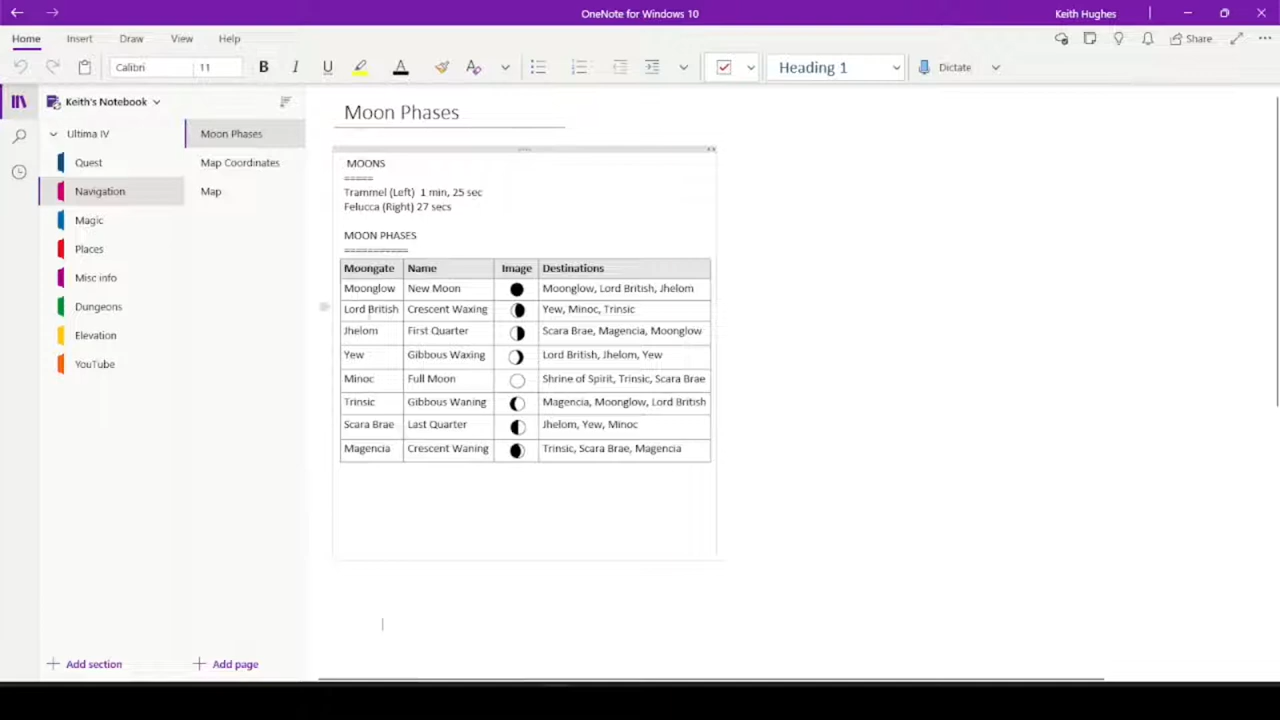 OneNote for Windows 10
Keith Hughes
Home Insert Draw View Help
Share
Calibri 11 B I U A Heading 1 Dictate
Keith's Notebook
Ultima IV
Quest
Navigation
Magic
Places
Misc info
Dungeons
Elevation
YouTube
Add section
Moon Phases
Map Coordinates
Map
Add page
Moon Phases
MOONS
=====
Trammel (Left) 1 min, 25 sec
Felucca (Right) 27 secs
MOON PHASES
===========
Moongate Name Image Destinations
Moonglow New Moon Moonglow, Lord British, Jhelom
Lord British Crescent Waxing Yew, Minoc, Trinsic
Jhelom First Quarter Scara Brae, Magencia, Moonglow
Yew Gibbous Waxing Lord British, Jhelom, Yew
Minoc Full Moon Shrine of Spirit, Trinsic, Scara Brae
Trinsic Gibbous Waning Magencia, Moonglow, Lord British
Scara Brae Last Quarter Jhelom, Yew, Minoc
Magencia Crescent Waning Trinsic, Scara Brae, Magencia